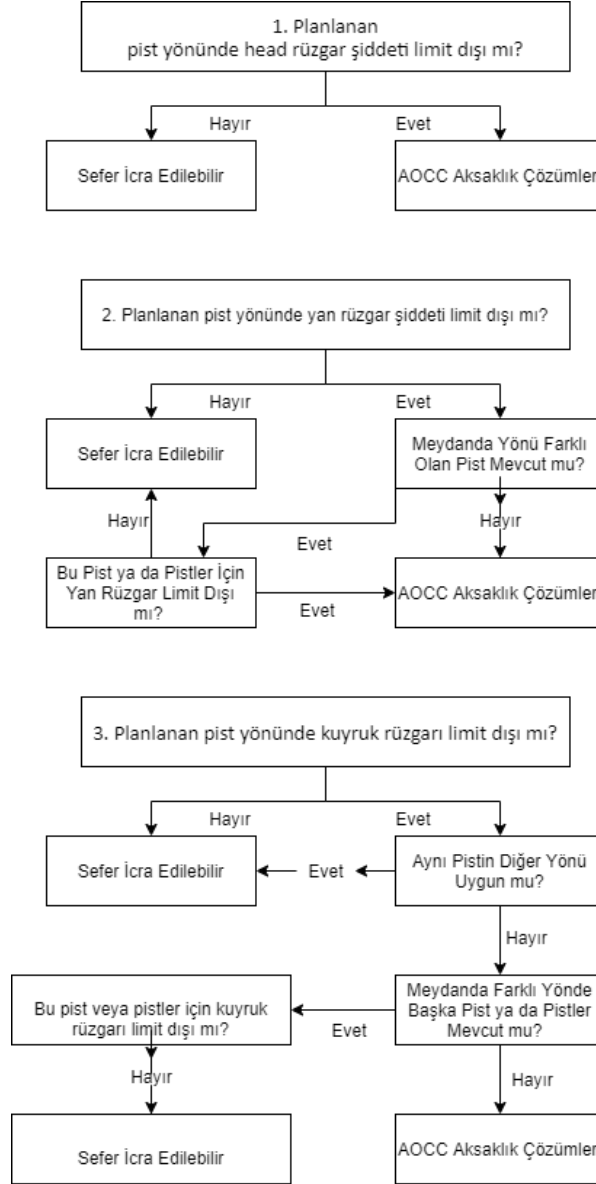 1. Planlanan
pist yönünde head rüzgar şiddeti limit dışı mı?
Hayır
Evet
Sefer İcra Edilebilir
AOCC Aksaklık Çözümler
2. Planlanan pist yönünde yan rüzgar şiddeti limit dışı mı?
Hayır
Evet
Sefer İcra Edilebilir
Meydanda Yönü Farklı
Olan Pist Mevcut mu?
Hayır
Hayır
Evet
Bu Pist ya da Pistler İçin
Yan Rüzgar Limit Dışı
mı?
Evet
AOCC Aksaklık Çözümler
3. Planlanan pist yönünde kuyruk rüzgarı limit dışı mı?
Hayır
Evet
Sefer İcra Edilebilir
Evet
Aynı Pistin Diğer Yönü
Uygun mu?
Hayır
Bu pist veya pistler için kuyruk
rüzgarı limit dışı mı?
Evet
Meydanda Farklı Yönde
Başka Pist ya da Pistler
Mevcut mu?
Hayır
Hayır
Sefer İcra Edilebilir
AOCC Aksaklık Çözümler